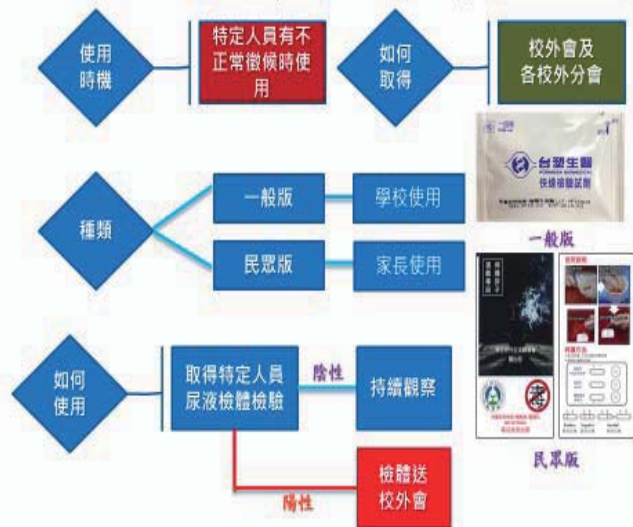 使用
時機
特定人員有不
正常徵候時使
用
如何
取得
校外會及
各校外分會
台塑生醫
FORMOSA BIOMEDICAL
快速檢驗試劑
一般版
種類
一般版
學校使用
民眾版
家長使用
民眾版
如何
使用
取得特定人員
尿液檢體檢驗
陰性
持續觀察
陽性
檢體送
校外會